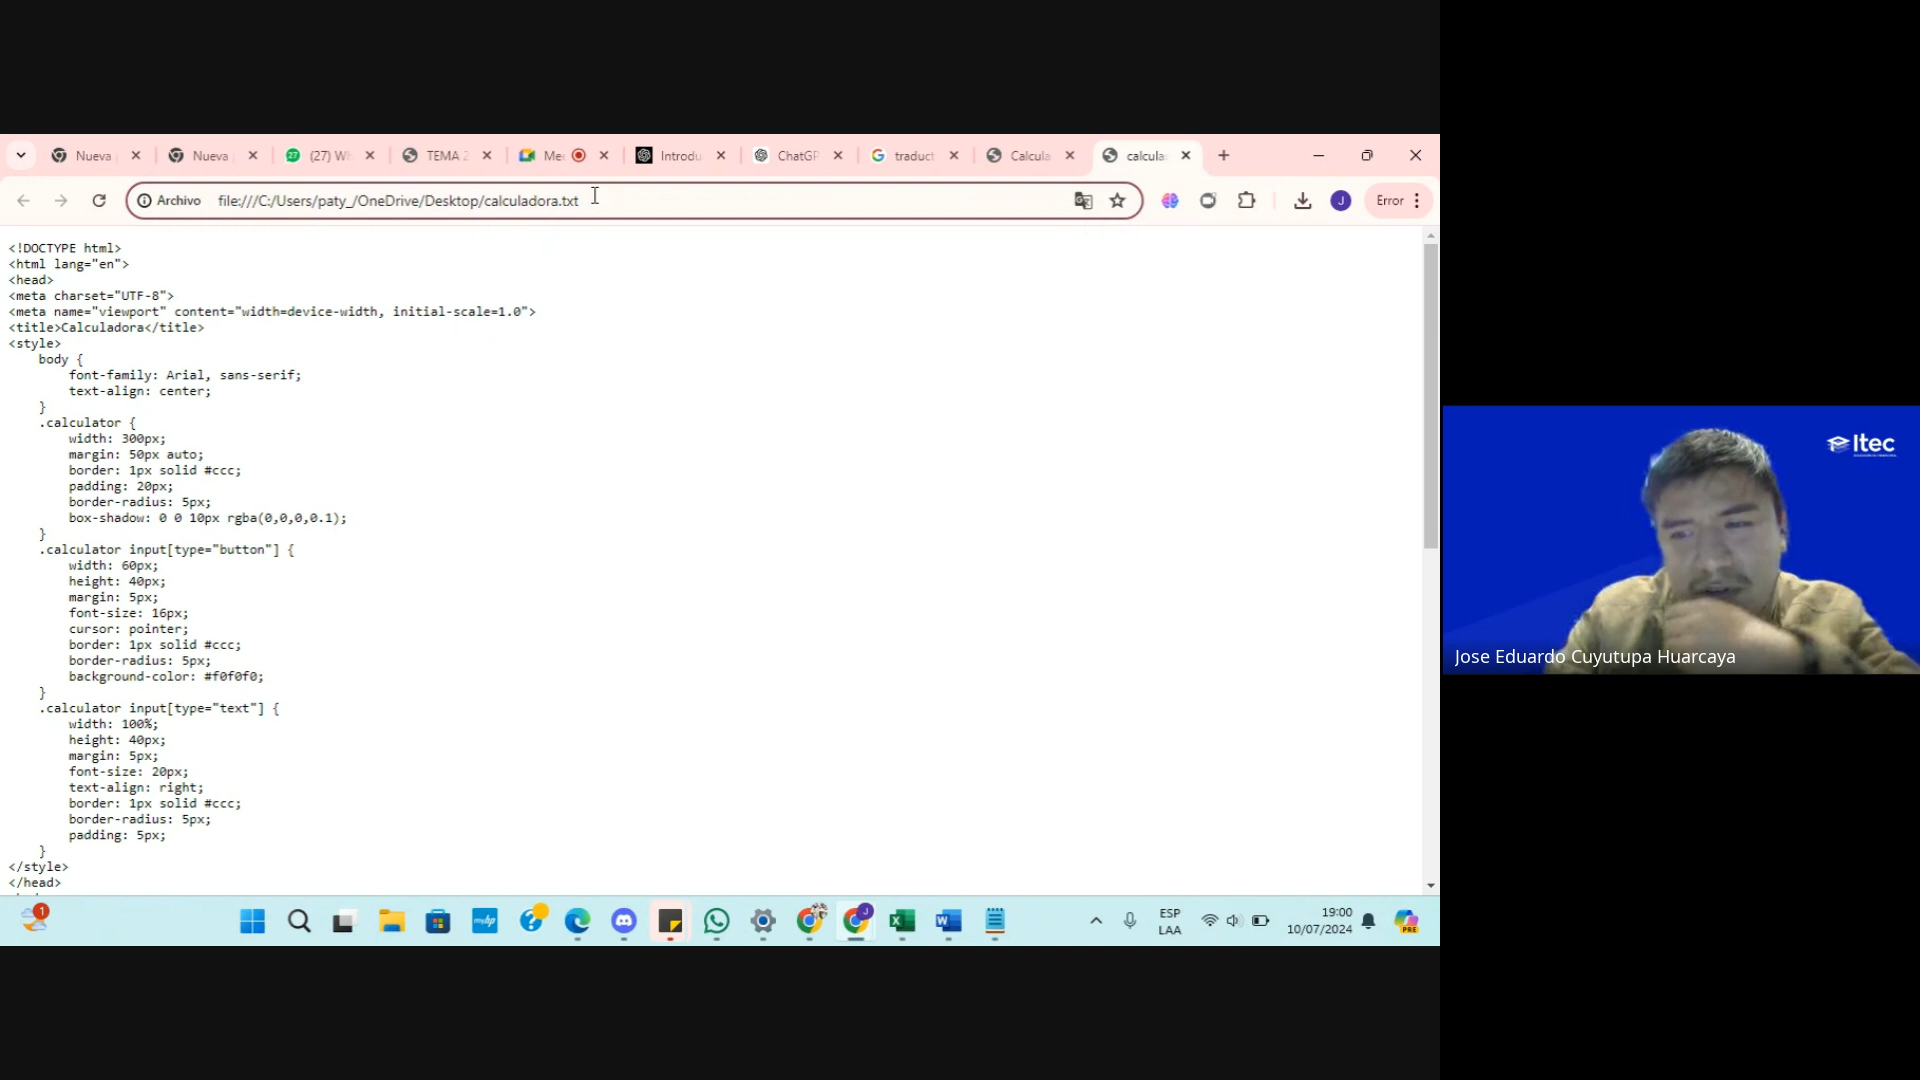 Nueva
Nueva
27
(27) Wh
TEMA 2
Me
Introdu
ChatGP
traduct
Calcula
calcula
Archivo
file:///C:/Users/paty_/OneDrive/Desktop/calculadora.txt
J
Error
<!DOCTYPE html>
<html lang="en">
<head>
<meta charset="UTF-8">
<meta name="viewport" content="width=device-width, initial-scale=1.0">
<title>Calculadora</title>
<style>
body {
font-family: Arial, sans-serif;
text-align: center;
}
.calculator {
width: 300px;
margin: 50px auto;
border: 1px solid #ccc;
padding: 20px;
border-radius: 5px;
box-shadow: 0 0 10px rgba(0,0,0,0.1);
}
.calculator input[type="button"] {
width: 60px;
height: 40px;
margin: 5px;
font-size: 16px;
cursor: pointer;
border: 1px solid #ccc;
border-radius: 5px;
background-color: #f0f0f0;
}
.calculator input[type="text"] {
width: 100%;
height: 40px;
margin: 5px;
font-size: 20px;
text-align: right;
border: 1px solid #ccc;
border-radius: 5px;
padding: 5px;
}
</style>
</head>
Itec
Jose Eduardo Cuyutupa Huarcaya
1
myhp
J
ESP
LAA
19:00
10/07/2024
PRE